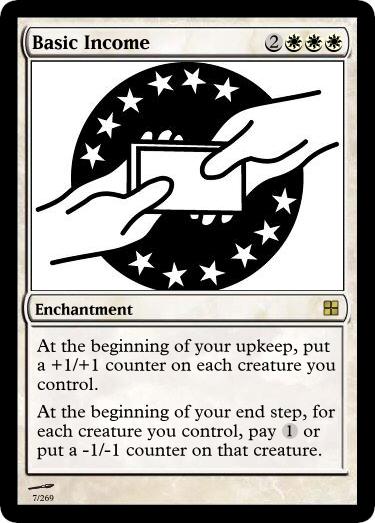 Basic Income 2
Enchantment
At the beginning of your upkeep, put
a +1/+1 counter on each creature you
control.
At the beginning of your end step, for
each creature you control, pay 1 or
put a -1/-1 counter on that creature.
7/269